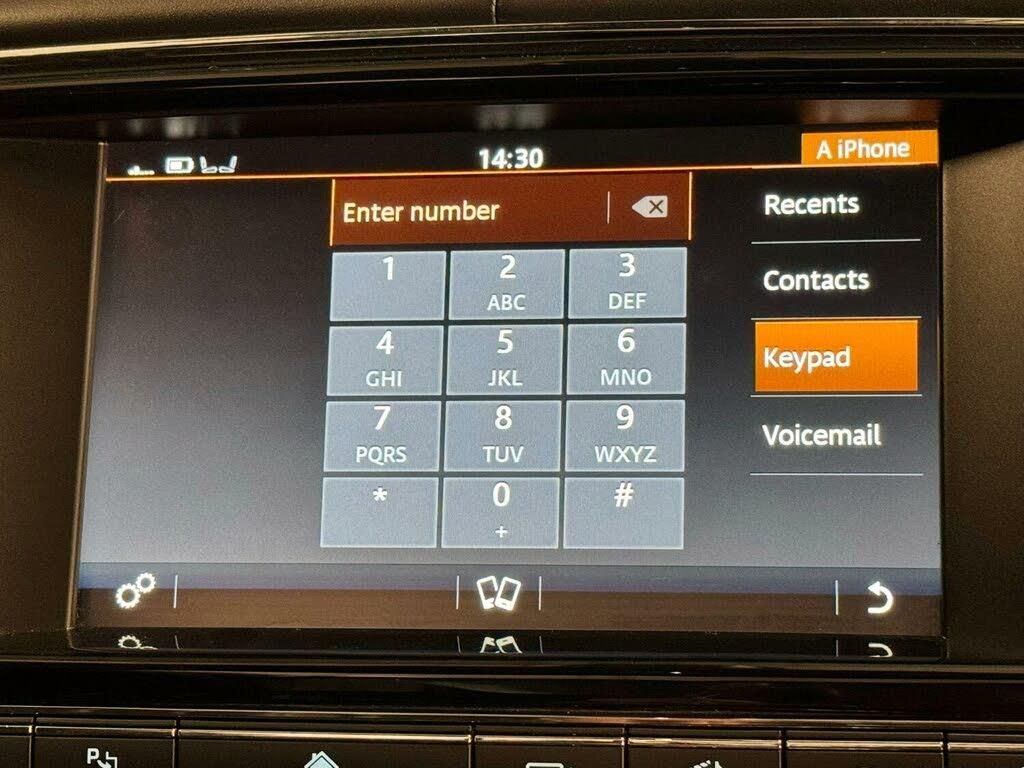 14:30
A iPhone
Enter number
Recents
Contacts
Keypad
Voicemail
1
2
ABC
3
DEF
4
GHI
5
JKL
6
MNO
7
PQRS
8
TUV
9
WXYZ
*
0
+
#
P